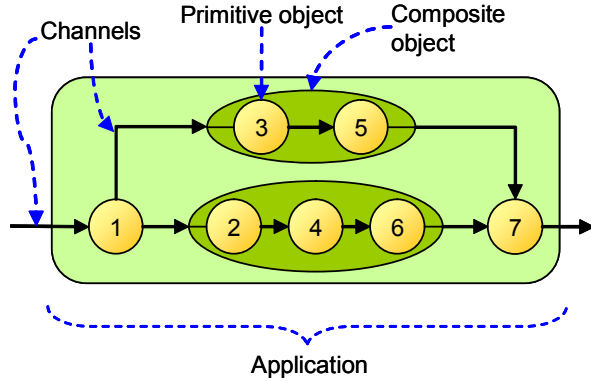 Channels
Primitive object
Composite
object
3
5
1
2
4
6
7
Application